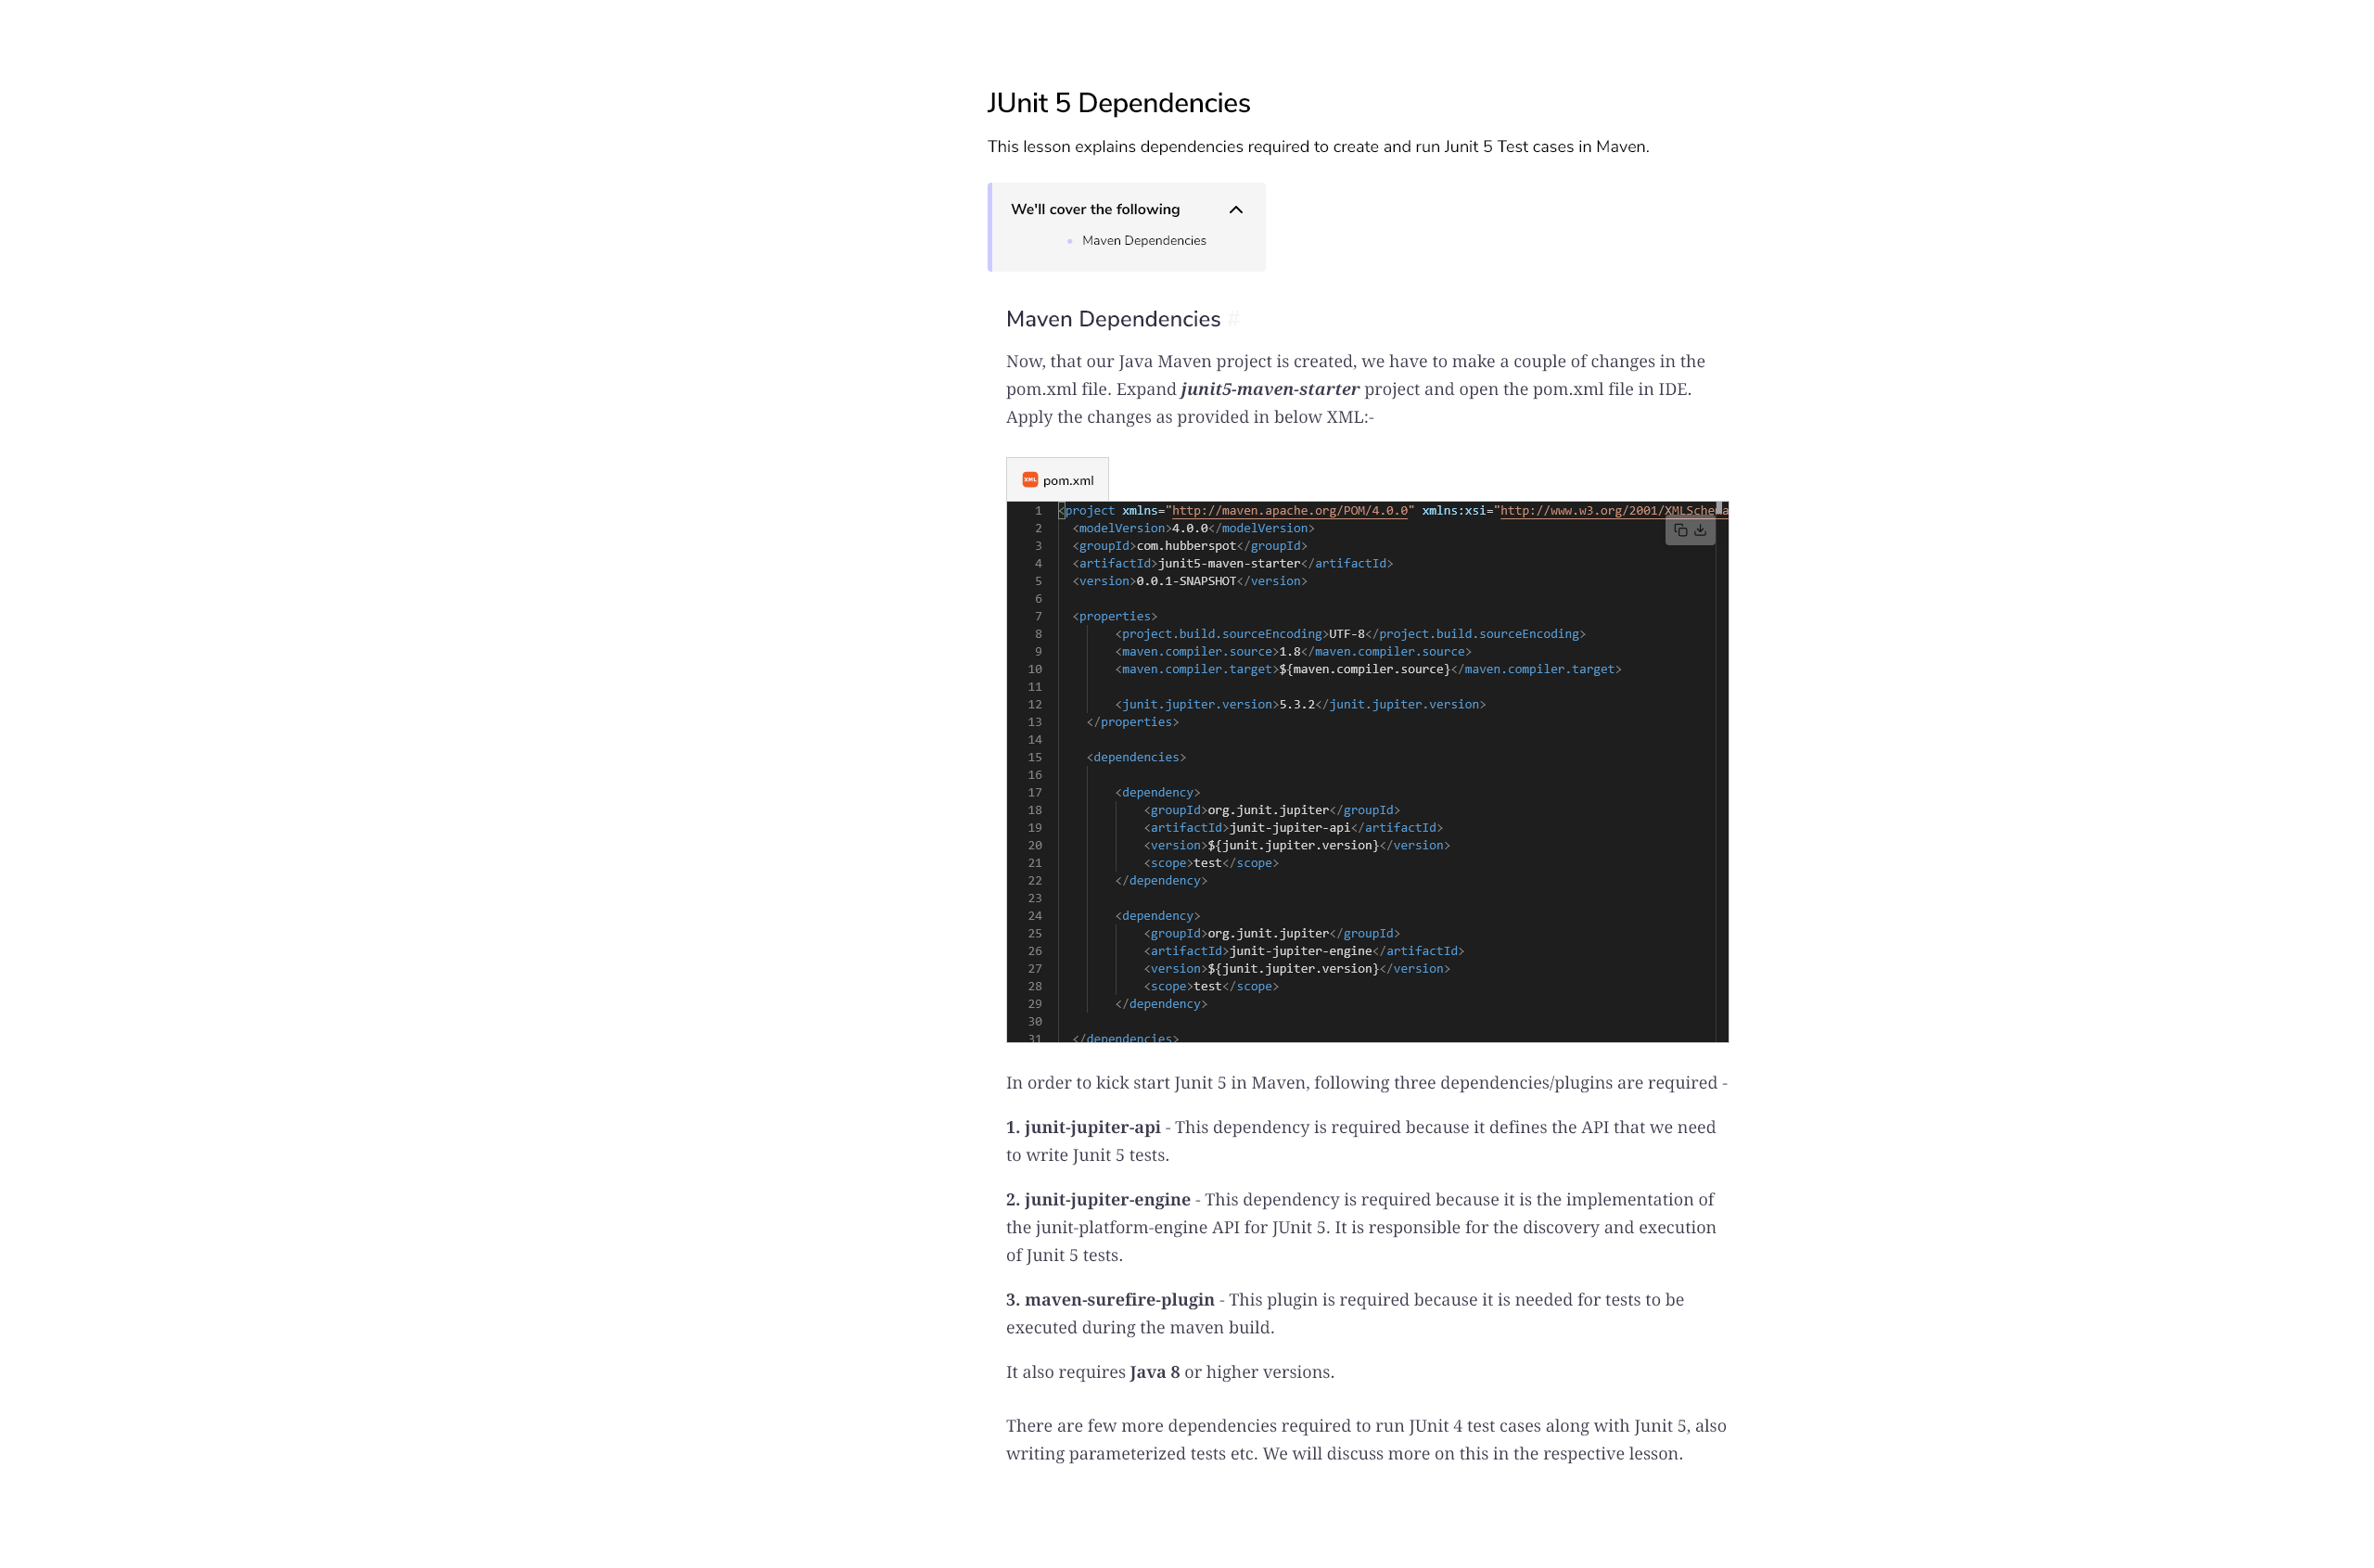 JUnit 5 Dependencies
This lesson explains dependencies required to create and run Junit 5 Test cases in Maven.
We'll cover the following
Maven Dependencies
Maven Dependencies #
Now, that our Java Maven project is created, we have to make a couple of changes in the
pom.xml file. Expand junit5-maven-starter project and open the pom.xml file in IDE.
Apply the changes as provided in below XML:-
XML pom.xml
1 <project xmlns="http://maven.apache.org/POM/4.0.0" xmlns:xsi="http://www.w3.org/2001/XMLSchema
2 <modelVersion>4.0.0</modelVersion>
3 <groupId>com.hubberspot</groupId>
4 <artifactId>junit5-maven-starter</artifactId>
5 <version>0.0.1-SNAPSHOT</version>
6
7 <properties>
8 <project.build.sourceEncoding>UTF-8</project.build.sourceEncoding>
9 <maven.compiler.source>1.8</maven.compiler.source>
10 <maven.compiler.target>${maven.compiler.source}</maven.compiler.target>
11
12 <junit.jupiter.version>5.3.2</junit.jupiter.version>
13 </properties>
14
15 <dependencies>
16
17 <dependency>
18 <groupId>org.junit.jupiter</groupId>
19 <artifactId>junit-jupiter-api</artifactId>
20 <version>${junit.jupiter.version}</version>
21 <scope>test</scope>
22 </dependency>
23
24 <dependency>
25 <groupId>org.junit.jupiter</groupId>
26 <artifactId>junit-jupiter-engine</artifactId>
27 <version>${junit.jupiter.version}</version>
28 <scope>test</scope>
29 </dependency>
30
31 </dependencies>
In order to kick start Junit 5 in Maven, following three dependencies/plugins are required -
1. junit-jupiter-api - This dependency is required because it defines the API that we need
to write Junit 5 tests.
2. junit-jupiter-engine - This dependency is required because it is the implementation of
the junit-platform-engine API for JUnit 5. It is responsible for the discovery and execution
of Junit 5 tests.
3. maven-surefire-plugin - This plugin is required because it is needed for tests to be
executed during the maven build.
It also requires Java 8 or higher versions.
There are few more dependencies required to run JUnit 4 test cases along with Junit 5, also
writing parameterized tests etc. We will discuss more on this in the respective lesson.